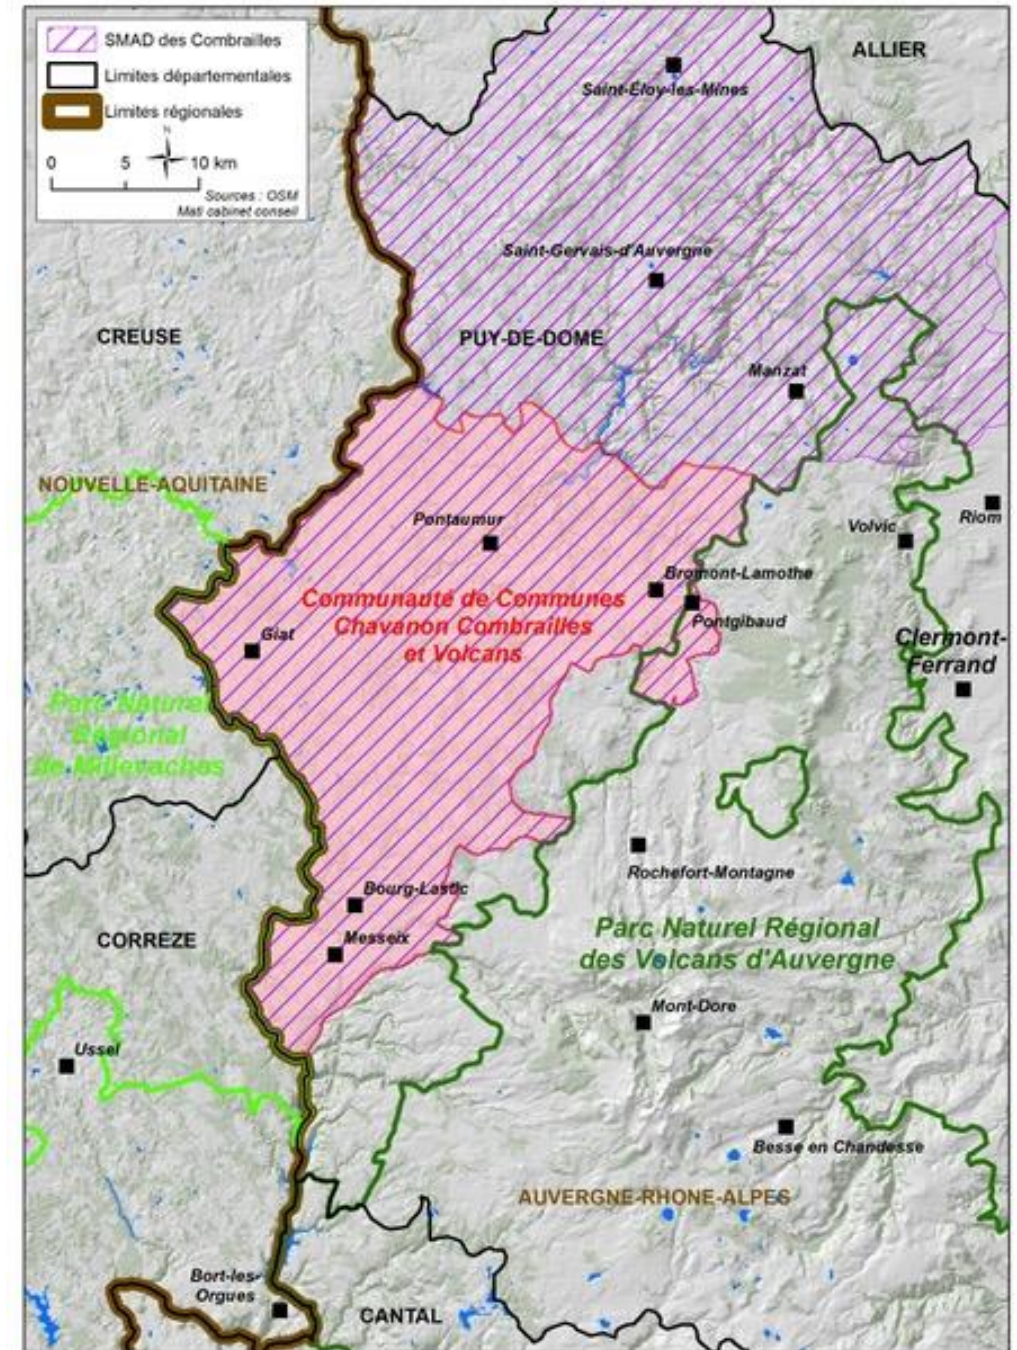 SMAD des Combrailles
Limites départementales
Limites régionales
N
0 5 10 km
Sources : OSM
Mati cabinet conseil
ALLIER
Saint-Éloy-les-Mines
Saint-Gervais-d'Auvergne
CREUSE
PUY-DE-DOME
Manzat
NOUVELLE-AQUITAINE
Pontaumur
Volvic
Riom
Bromont-Lamothe
Communauté de Communes
Chavanon Combrailles
et Volcans
Pontgibaud
Giat
Clermont-
Ferrand
Parc Naturel
Régional
de Millevaches
Rochefort-Montagne
Bourg-Lastic
Messeix
CORREZE
Parc Naturel Régional
des Volcans d'Auvergne
Mont-Dore
Ussel
Besse en Chandesse
AUVERGNE-RHONE-ALPES
Bort-les-
Orgues
CANTAL